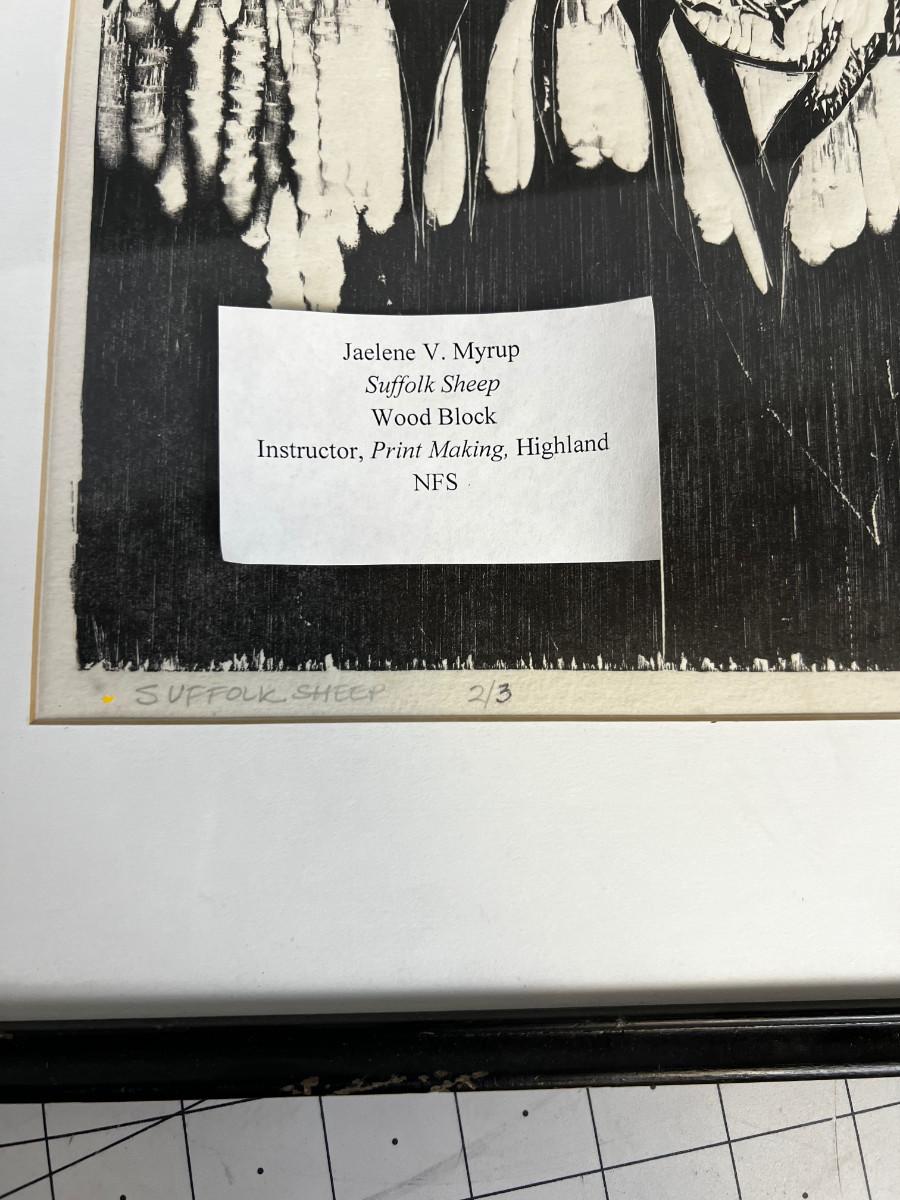 Jaelene V. Myrup
Suffolk Sheep
Wood Block
Instructor, Print Making, Highland
NFS
SUFFOLK SHEEP 2/3